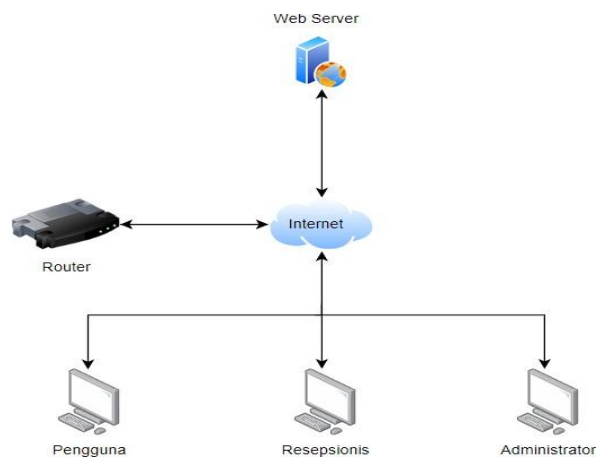 Web Server
Internet
Router
Pengguna
Resepsionis
Administrator